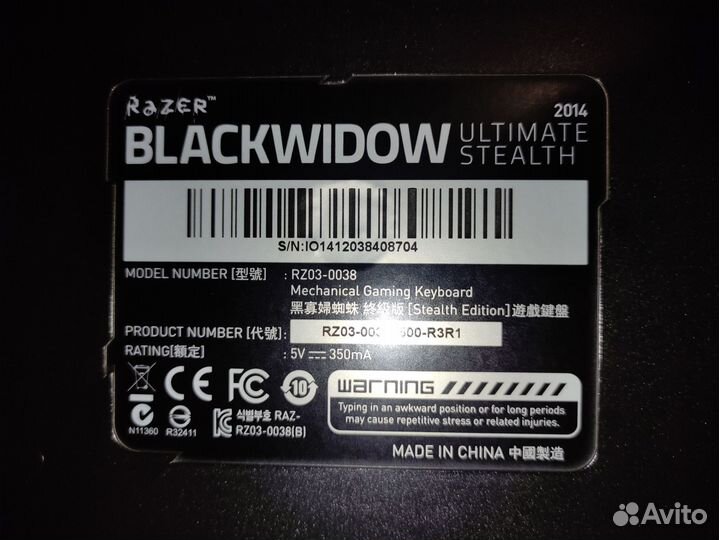 RAZER™
2014
BLACKWIDOW ULTIMATE STEALTH
S/N:IO1412038408704
MODEL NUMBER [型號] : RZ03-0038
Mechanical Gaming Keyboard
黑寡婦蜘蛛 終級版 [Stealth Edition]遊戲鍵盤
PRODUCT NUMBER [代號]:
RATING[額定] : 5V 350mA
CE FC 10 warning
Typing in an awkward position or for long periods
may cause repetitive stress or related injuries.
N11360 R32411 식별부호 RAZ-
RZ03-0038(B)
MADE IN CHINA 中國製造
Avito